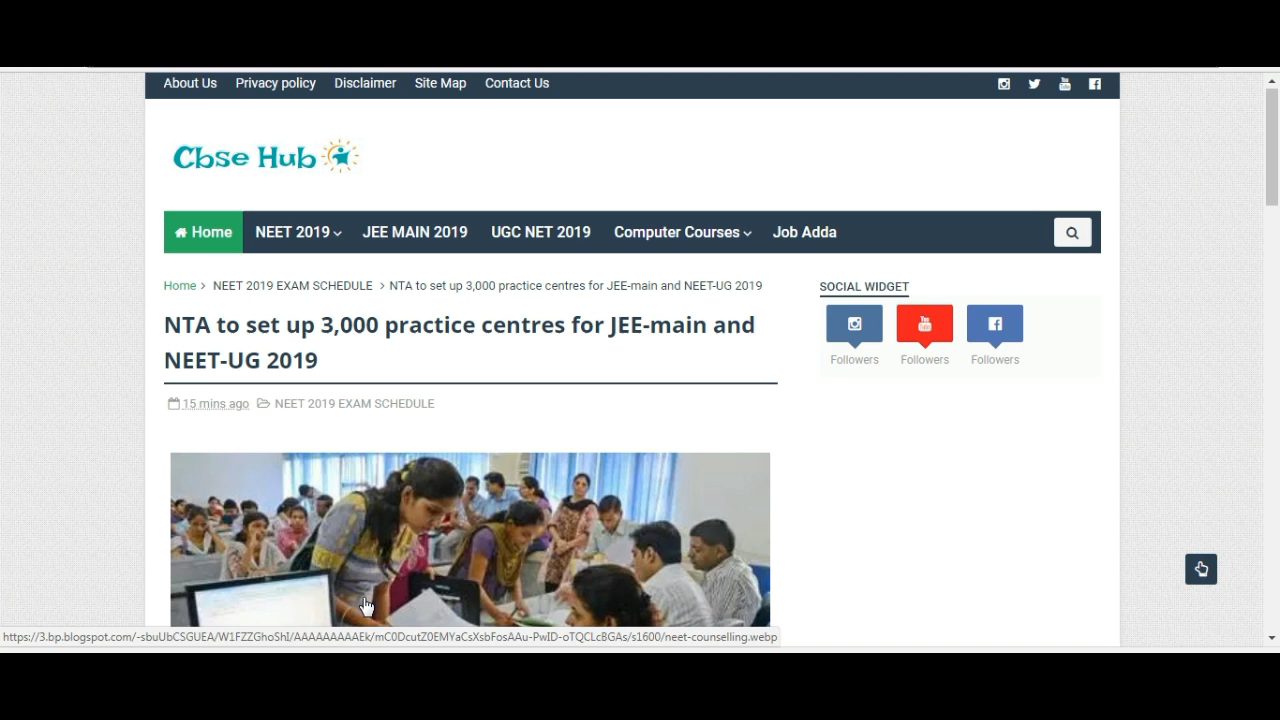 About Us Privacy policy Disclaimer Site Map Contact Us
Cbse Hub
Home NEET 2019 JEE MAIN 2019 UGC NET 2019 Computer Courses Job Adda
Home > NEET 2019 EXAM SCHEDULE > NTA to set up 3,000 practice centres for JEE-main and NEET-UG 2019
NTA to set up 3,000 practice centres for JEE-main and
NEET-UG 2019
15 mins ago NEET 2019 EXAM SCHEDULE
SOCIAL WIDGET
You Tube
Followers Followers Followers
https://3.bp.blogspot.com/-sbuUbCSGUEA/W1FZZGhoShI/AAAAAAAAAEk/mC0DcutZ0EMYaCsXsbFosAAu-PwID-oTQCLcBGAs/s1600/neet-counselling.webp